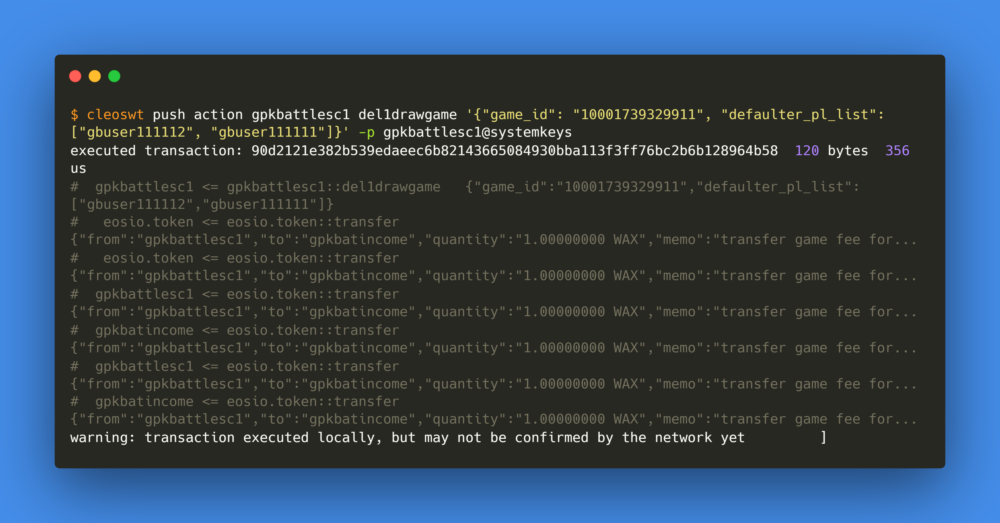 $ cleoswt push action gpkbattlesc1 del1drawgame '{"game_id": "10001739329911", "defaulter_pl_list":
["gbuser111112", "gbuser111111"]}' -p gpkbattlesc1@systemkeys
executed transaction: 90d2121e382b539edaeec6b82143665084930bba113f3ff76bc2b6b128964b58  120 bytes  356
us
#  gpkbattlesc1 <= gpkbattlesc1::del1drawgame   {"game_id":"10001739329911","defaulter_pl_list":
["gbuser111112","gbuser111111"]}
#   eosio.token <= eosio.token::transfer
{"from":"gpkbattlesc1","to":"gpkbatincome","quantity":"1.00000000 WAX","memo":"transfer game fee for...
#   eosio.token <= eosio.token::transfer
{"from":"gpkbattlesc1","to":"gpkbatincome","quantity":"1.00000000 WAX","memo":"transfer game fee for...
#  gpkbattlesc1 <= eosio.token::transfer
{"from":"gpkbattlesc1","to":"gpkbatincome","quantity":"1.00000000 WAX","memo":"transfer game fee for...
#  gpkbatincome <= eosio.token::transfer
{"from":"gpkbattlesc1","to":"gpkbatincome","quantity":"1.00000000 WAX","memo":"transfer game fee for...
#  gpkbattlesc1 <= eosio.token::transfer
{"from":"gpkbattlesc1","to":"gpkbatincome","quantity":"1.00000000 WAX","memo":"transfer game fee for...
#  gpkbatincome <= eosio.token::transfer
{"from":"gpkbattlesc1","to":"gpkbatincome","quantity":"1.00000000 WAX","memo":"transfer game fee for...
warning: transaction executed locally, but may not be confirmed by the network yet         ]